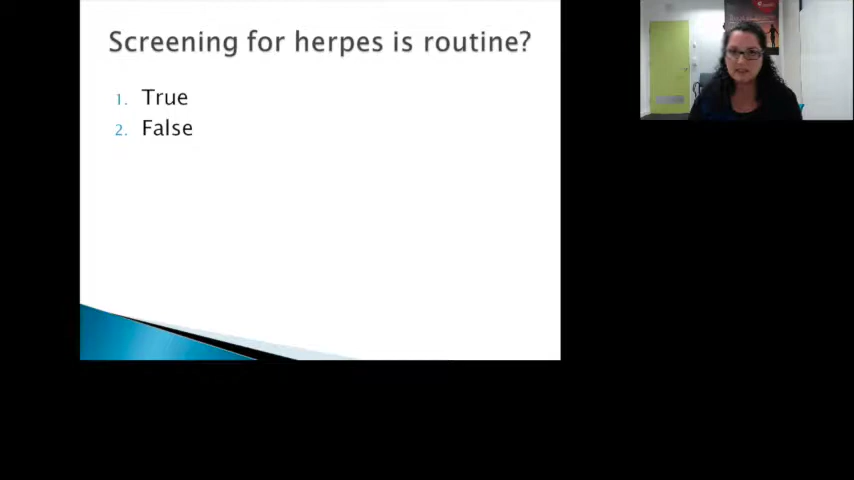 Screening for herpes is routine?
1. True
2. False